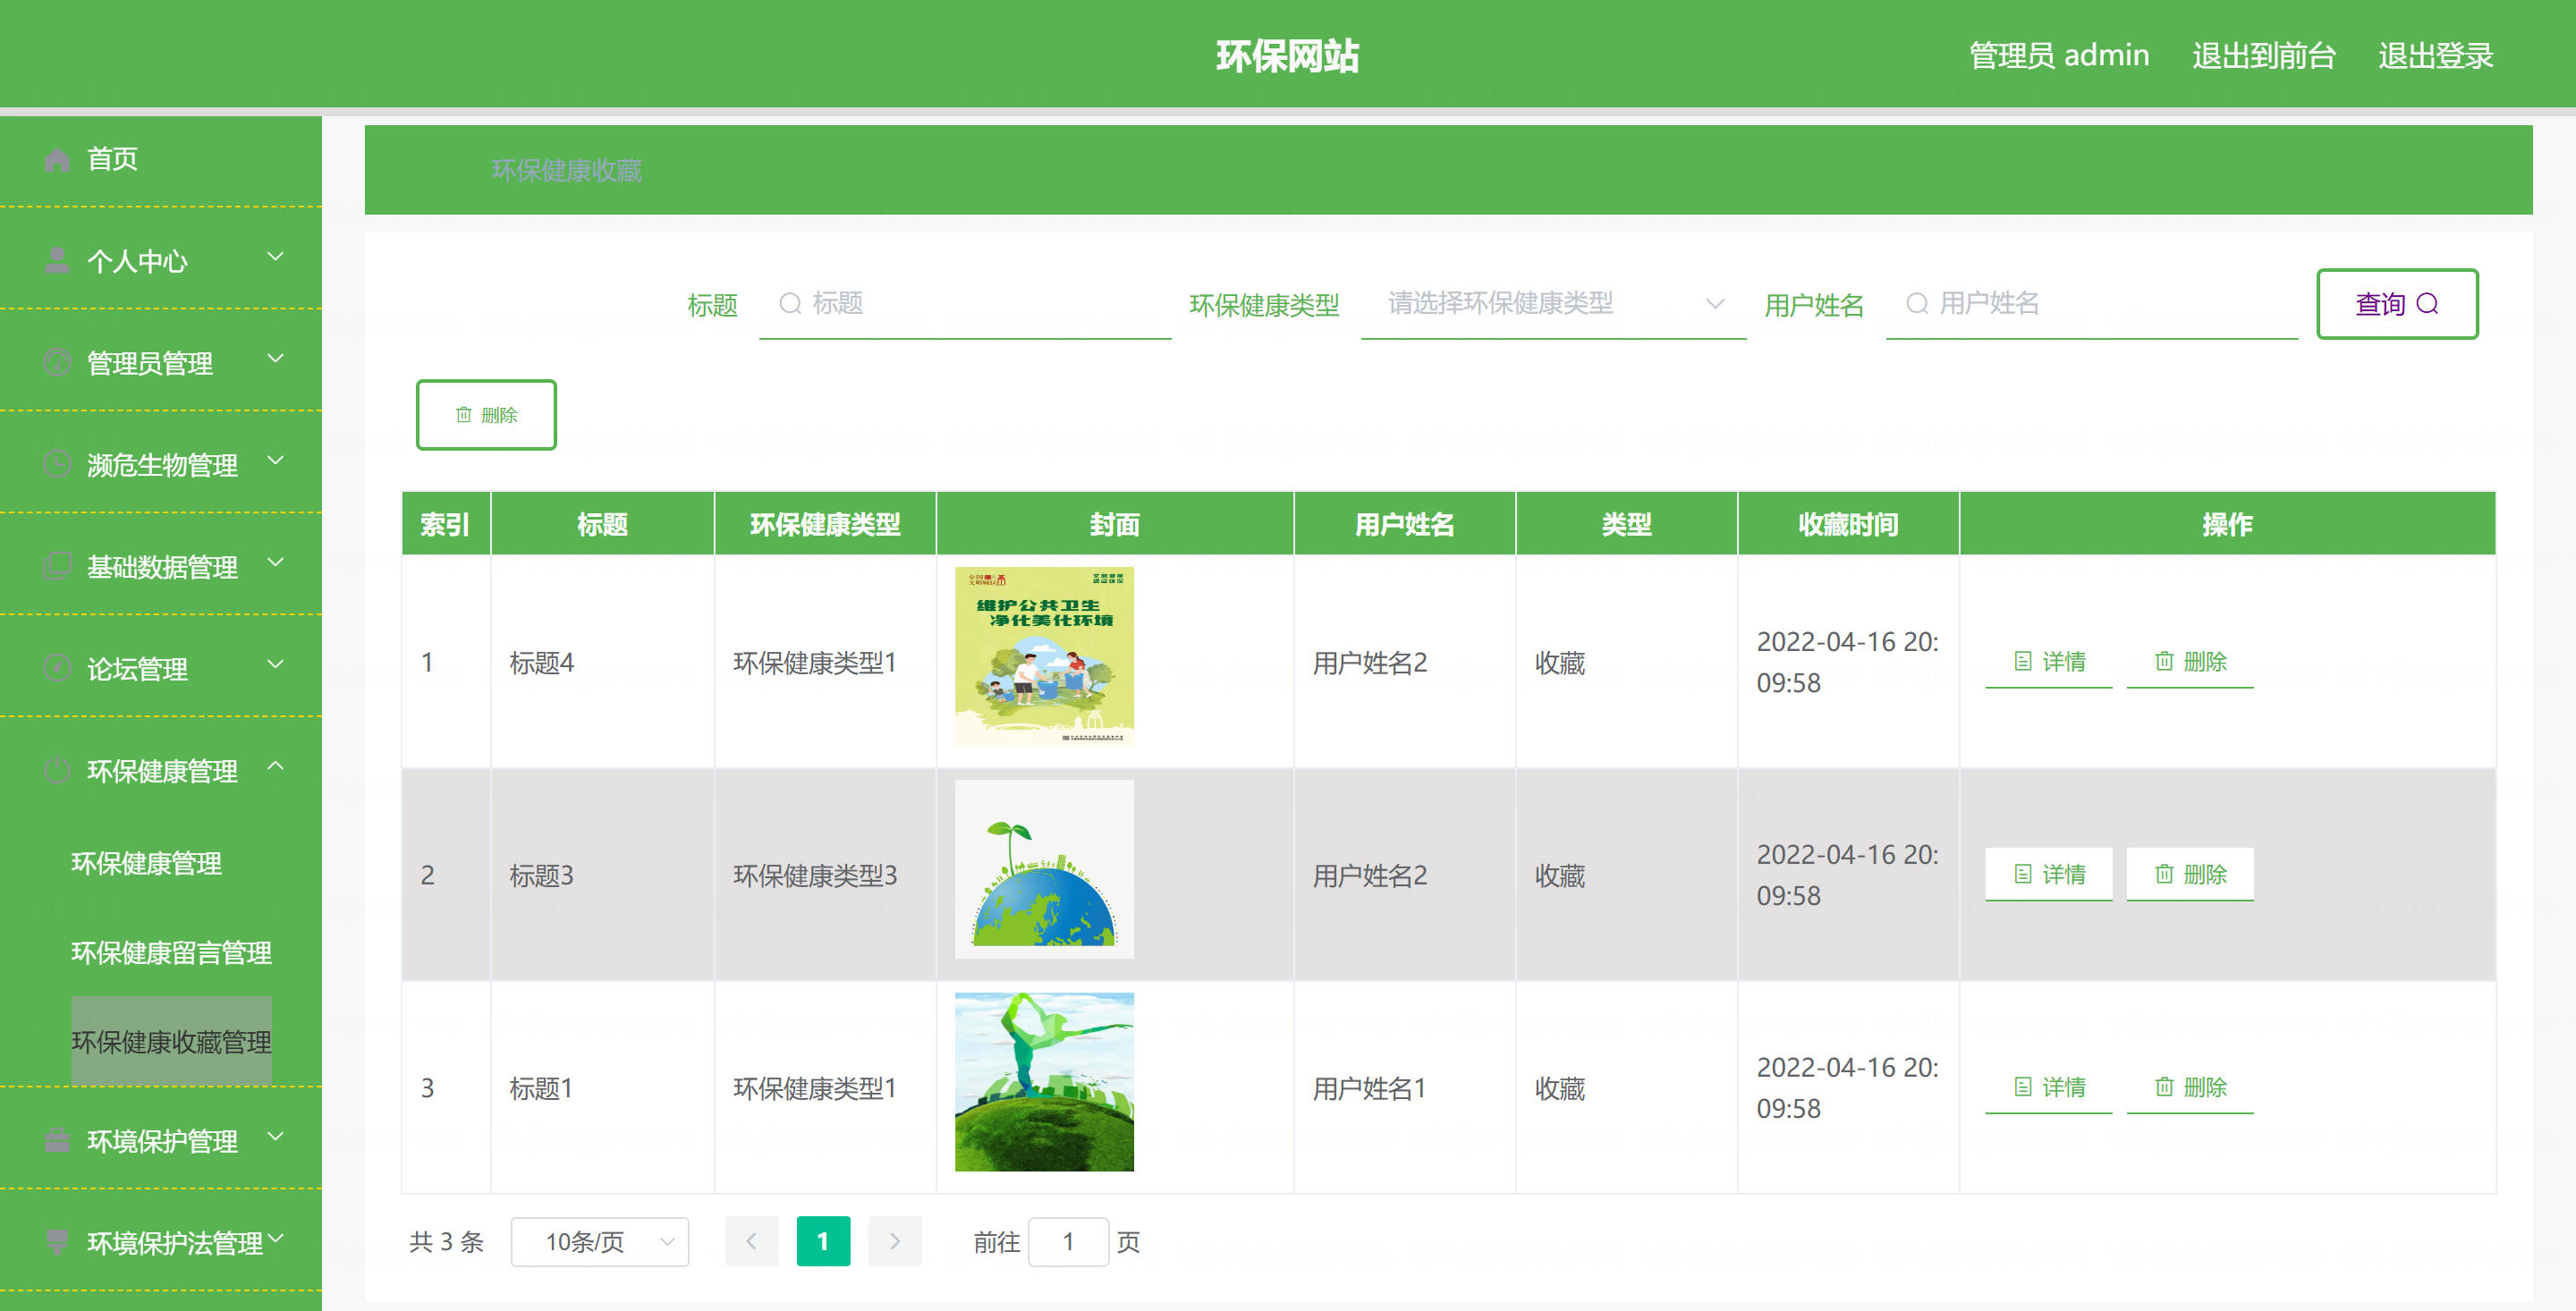 环保网站
管理员 admin
退出到前台
退出登录
首页
个人中心
管理员管理
濒危生物管理
基础数据管理
论坛管理
环保健康管理
环保健康管理
环保健康留言管理
环保健康收藏管理
环境保护管理
环境保护法管理
环保健康收藏
标题 标题 环保健康类型 请选择环保健康类型 用户姓名 用户姓名 查询
删除
索引 标题 环保健康类型 封面 用户姓名 类型 收藏时间 操作
维护公共卫生
净化美化环境
1 标题4 环保健康类型1 用户姓名2 收藏 2022-04-16 20:
09:58
详情 删除
2 标题3 环保健康类型3 用户姓名2 收藏 2022-04-16 20:
09:58
详情 删除
3 标题1 环保健康类型1 用户姓名1 收藏 2022-04-16 20:
09:58
详情 删除
共 3 条 10条/页 1 前往 1 页